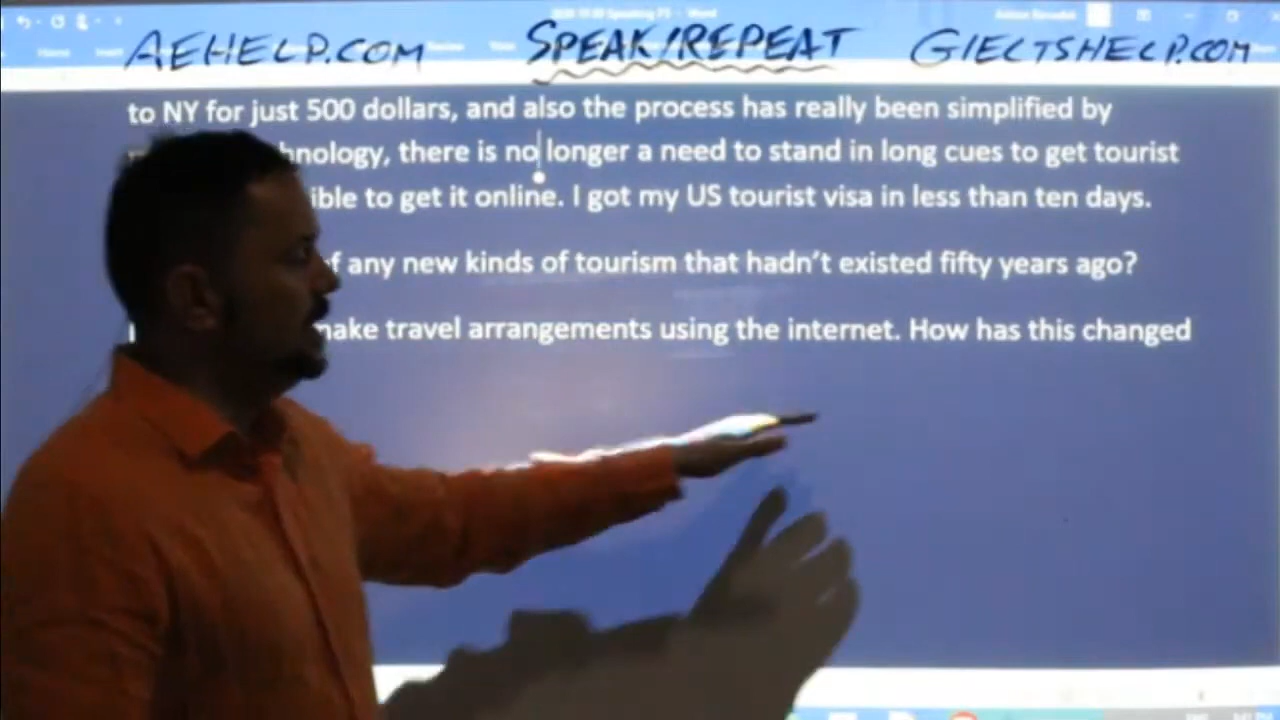 AEHELP.COM SPEAK/REPEAT GIELTSHELP.COM
to NY for just 500 dollars, and also the process has really been simplified by
hnology, there is no longer a need to stand in long cues to get tourist
ible to get it online. I got my US tourist visa in less than ten days.
f any new kinds of tourism that hadn't existed fifty years ago?
make travel arrangements using the internet. How has this changed